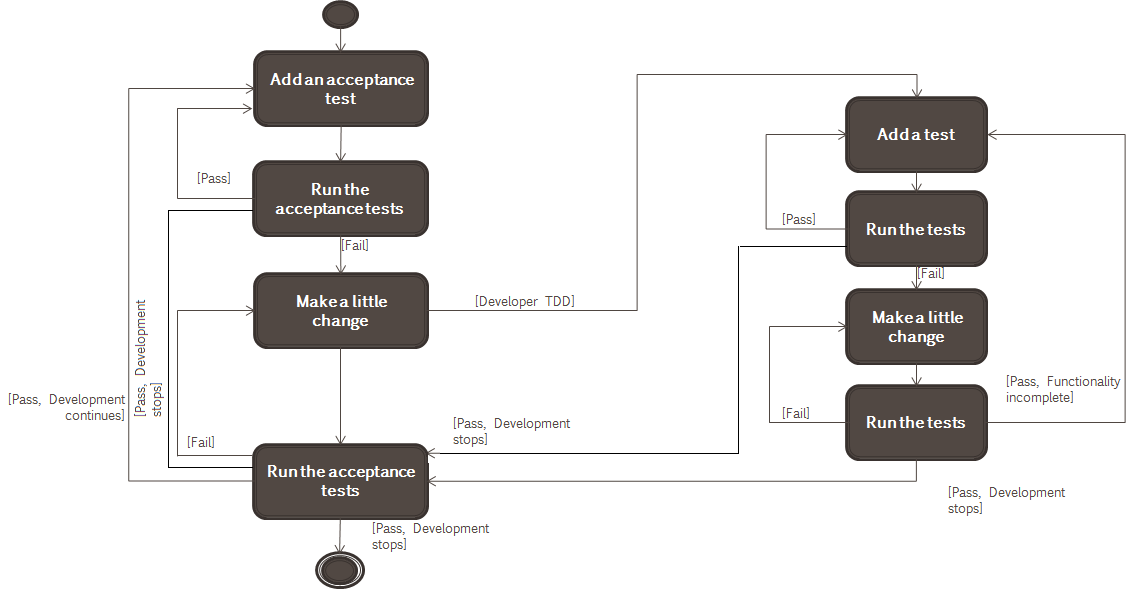 Add an acceptance
test
[Pass]
Run the
acceptance tests
[Fail]
Make a little
change
[Developer TDD]
[Pass, Development
continues]
[Pass, Development
stops]
[Fail]
Run the acceptance
tests
[Pass, Development
stops]
[Pass, Development
stops]
Add a test
[Pass]
Run the tests
[Fail]
Make a little
change
[Fail]
Run the tests
[Pass, Functionality
incomplete]
[Pass, Development
stops]